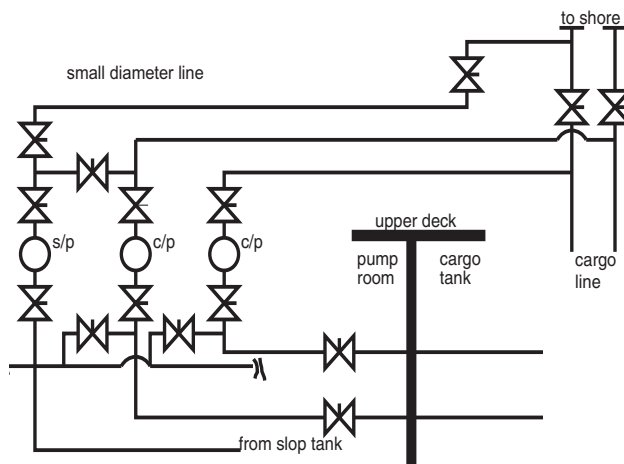 to shore
small diameter line
s/p
c/p
c/p
upper deck
pump
room
cargo
tank
cargo
line
from slop tank